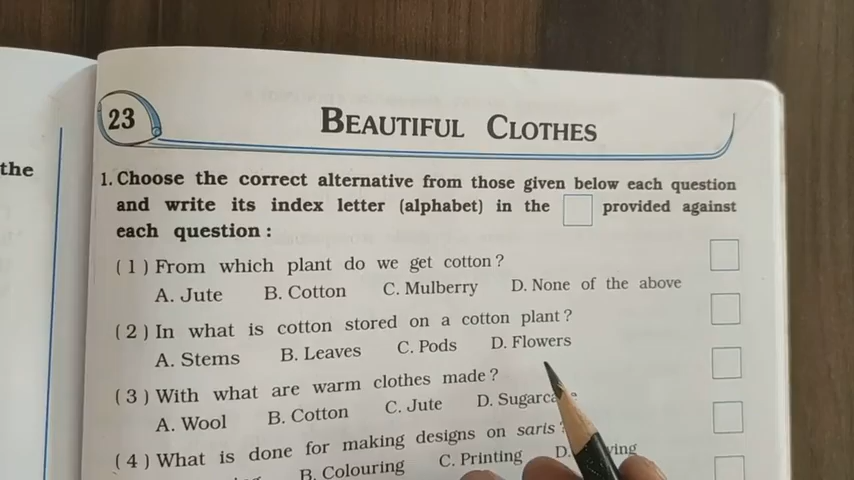 the
23
BEAUTIFUL CLOTHES
1. Choose the correct alternative from those given below each question
and write its index letter (alphabet) in the provided against
each question :
( 1 ) From which plant do we get cotton ?
A. Jute B. Cotton C. Mulberry D. None of the above
( 2 ) In what is cotton stored on a cotton plant ?
A. Stems B. Leaves C. Pods D. Flowers
( 3 ) With what are warm clothes made ?
A. Wool B. Cotton C. Jute D.
( 4 ) What is done for making designs on saris ?
B. Colouring C. Printing D.